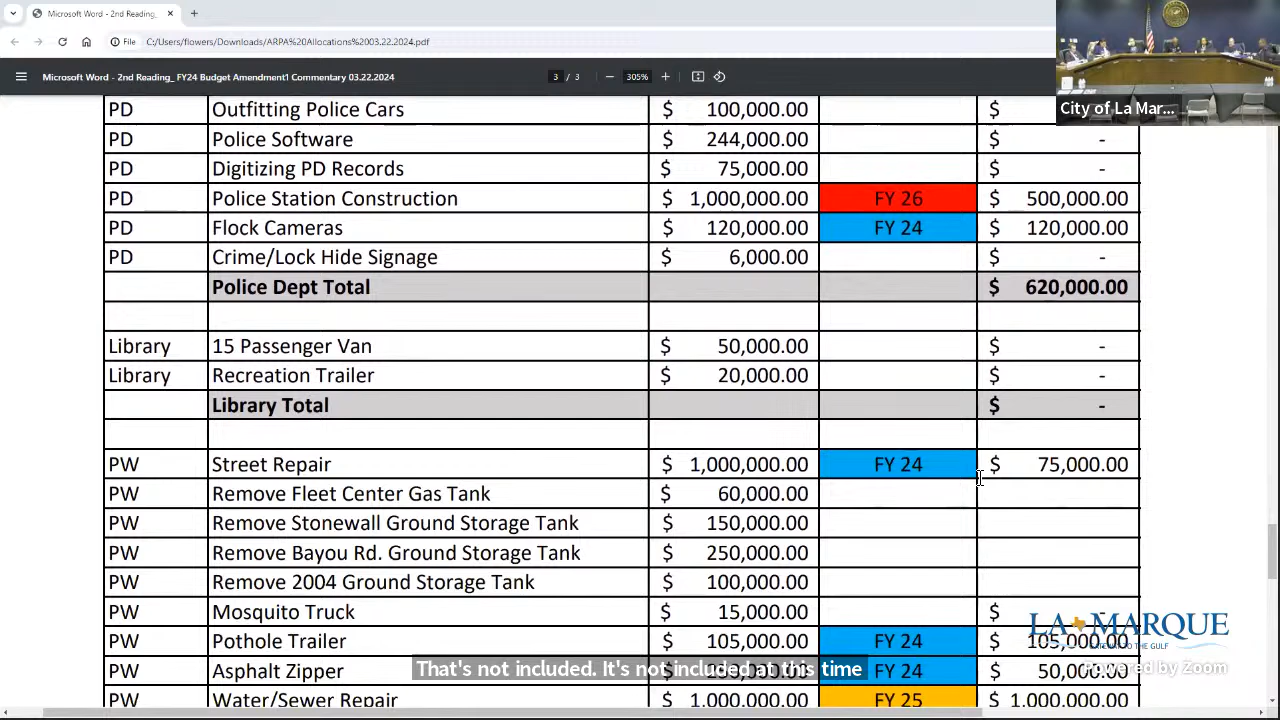 Microsoft Word - 2nd Reading_
File C:/Users/flowers/Downloads/ARPA%20Allocations%2003.22.2024.pdf
Microsoft Word - 2nd Reading_ FY24 Budget Amendment1 Commentary 03.22.2024 3 / 3 305%
City of La Mar...
PD Outfitting Police Cars $ 100,000.00 $
PD Police Software $ 244,000.00 $ -
PD Digitizing PD Records $ 75,000.00 $ -
PD Police Station Construction $ 1,000,000.00 FY 26 $ 500,000.00
PD Flock Cameras $ 120,000.00 FY 24 $ 120,000.00
PD Crime/Lock Hide Signage $ 6,000.00 $ -
Police Dept Total $ 620,000.00
Library 15 Passenger Van $ 50,000.00 $ -
Library Recreation Trailer $ 20,000.00 $ -
Library Total $ -
PW Street Repair $ 1,000,000.00 FY 24 $ 75,000.00
PW Remove Fleet Center Gas Tank $ 60,000.00
PW Remove Stonewall Ground Storage Tank $ 150,000.00
PW Remove Bayou Rd. Ground Storage Tank $ 250,000.00
PW Remove 2004 Ground Storage Tank $ 100,000.00
PW Mosquito Truck $ 15,000.00 $ -
LA MARQUE
GATEWAY TO THE GULF
PW Pothole Trailer $ 105,000.00 FY 24 $ 105,000.00
PW Asphalt Zipper FY 24 $ 50,000.00
That's not included. It's not included at this time
Powered by Zoom
PW Water/Sewer Repair $ 1,000,000.00 FY 25 $ 1,000,000.00